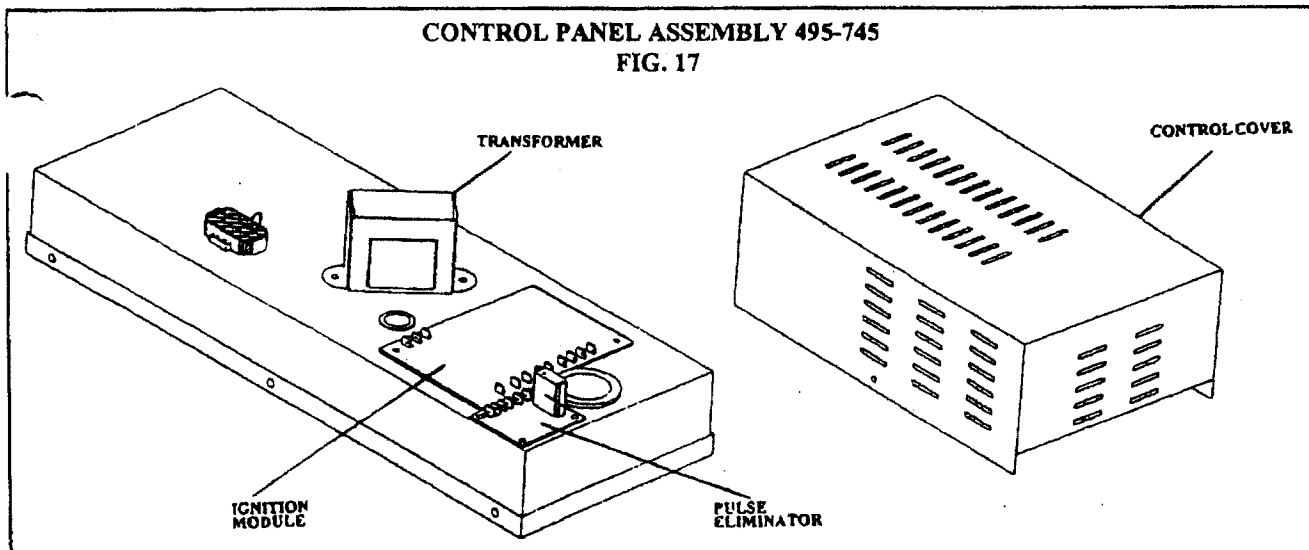 CONTROL PANEL ASSEMBLY 495-745
FIG. 17
TRANSFORMER
CONTROL COVER
IGNITION
MODULE
PULSE
ELIMINATOR